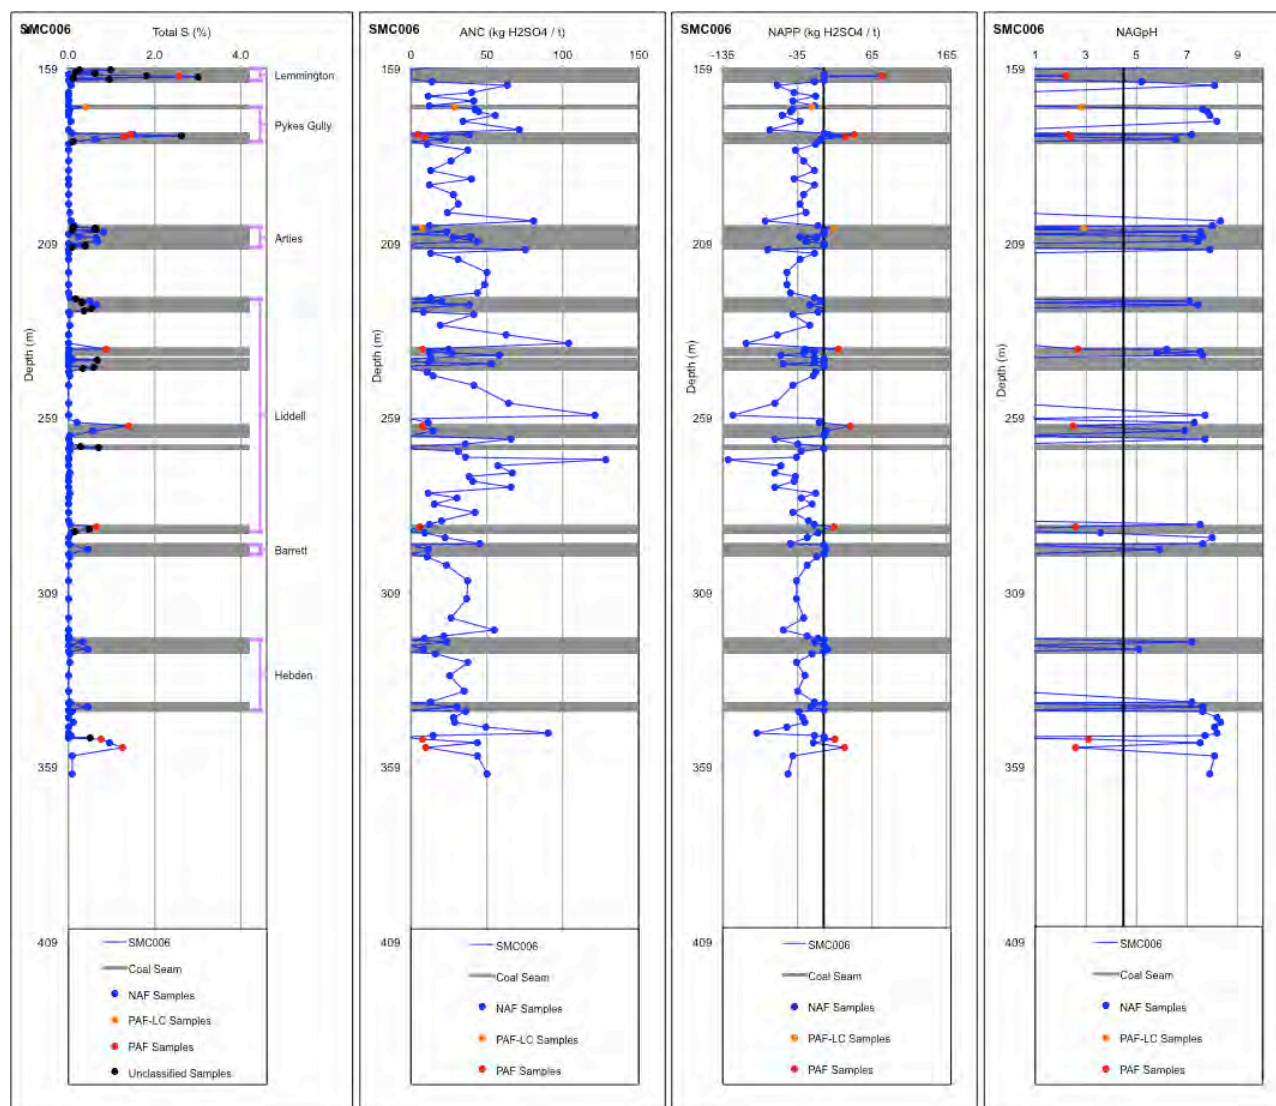 SMC006 Total S (%)
0.0 2.0 4.0
159
209
259
309
359
409
Depth (m)
Lemmington
Pykes Gully
Arties
Liddell
Barrett
Hebden
SMC006
Coal Seam
NAF Samples
PAF-LC Samples
PAF Samples
Unclassified Samples
SMC006 ANC (kg H2SO4 / t)
0 50 100 150
159
209
259
309
359
409
Depth (m)
SMC006
Coal Seam
NAF Samples
PAF-LC Samples
PAF Samples
SMC006 NAPP (kg H2SO4 / t)
-135 -35 65 165
159
209
259
309
359
409
Depth (m)
SMC006
Coal Seam
NAF Samples
PAF-LC Samples
PAF Samples
SMC006 NAGpH
1 3 5 7 9
159
209
259
309
359
409
Depth (m)
SMC006
Coal Seam
NAF Samples
PAF-LC Samples
PAF Samples